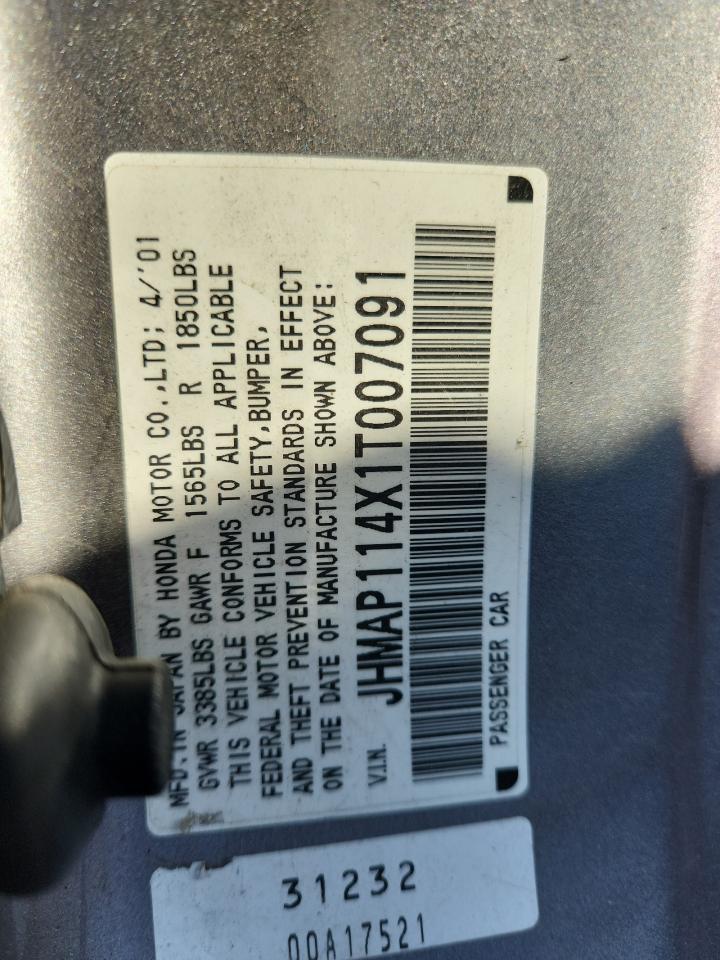 MFD. IN JAPAN BY HONDA MOTOR CO.,LTD; 4/'01
GVWR 3385LBS GAWR F 1565LBS R 1850LBS
THIS VEHICLE CONFORMS TO ALL APPLICABLE
FEDERAL MOTOR VEHICLE SAFETY,BUMPER,
AND THEFT PREVENTION STANDARDS IN EFFECT
ON THE DATE OF MANUFACTURE SHOWN ABOVE:
V.I.N. JHMAP114X1T007091
PASSENGER CAR
31232
00A17521